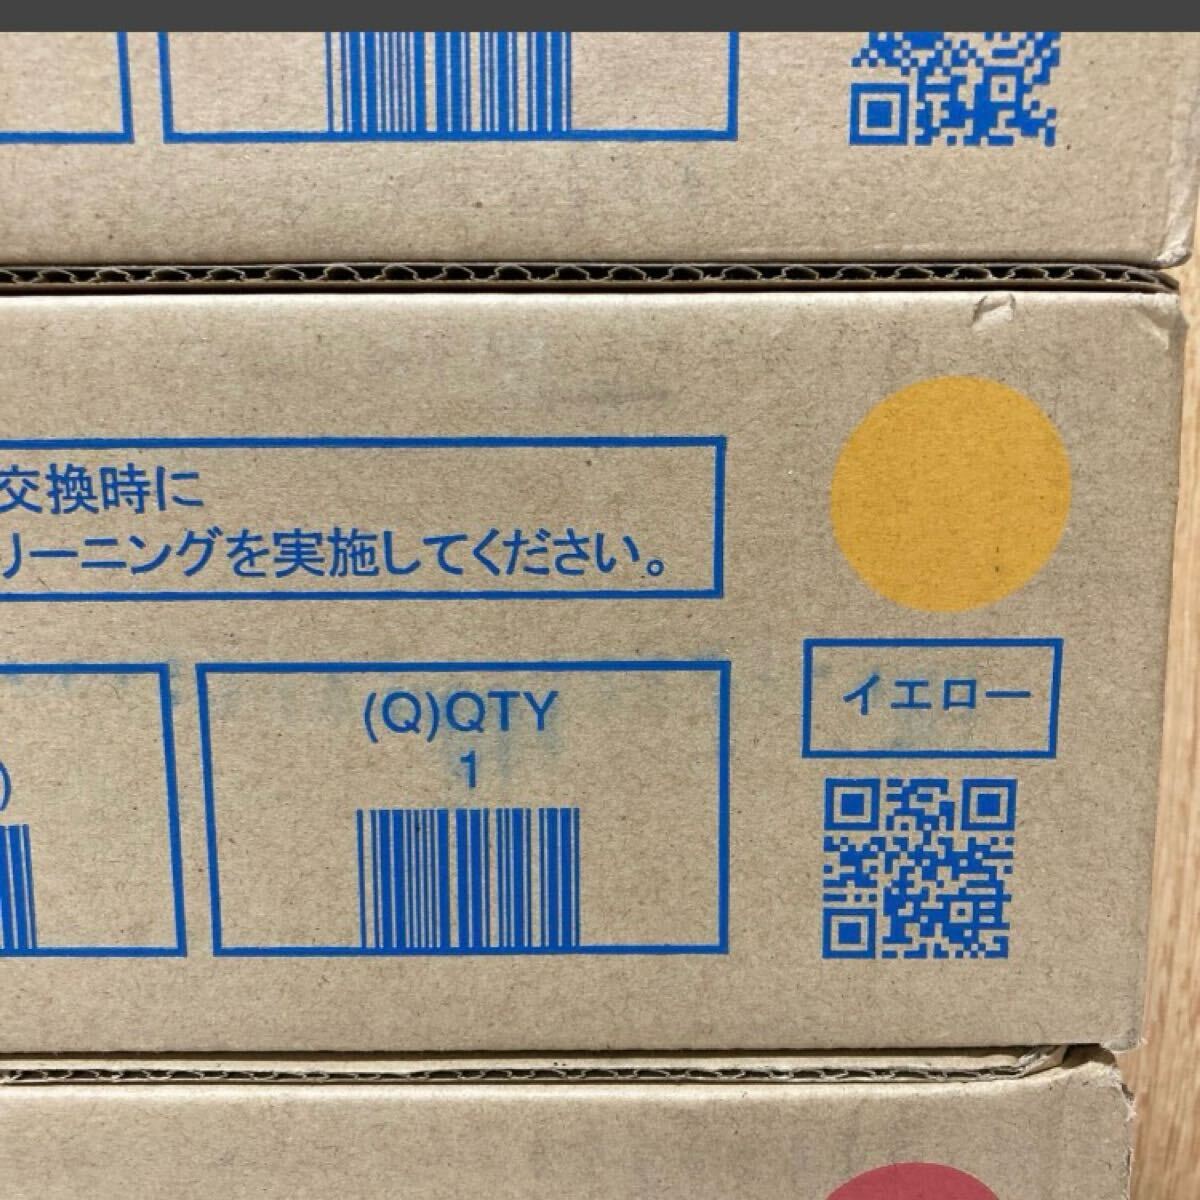 交換時に
リーニングを実施してください。
(Q)QTY
1
)
イエロー